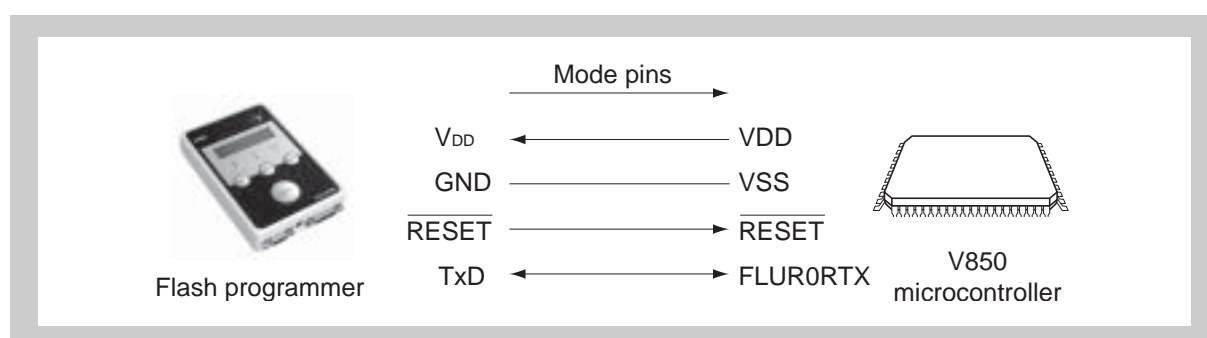 Mode pins
VDD VDD
GND VSS
RESET RESET
TxD FLUR0RTX
Flash programmer
V850
microcontroller